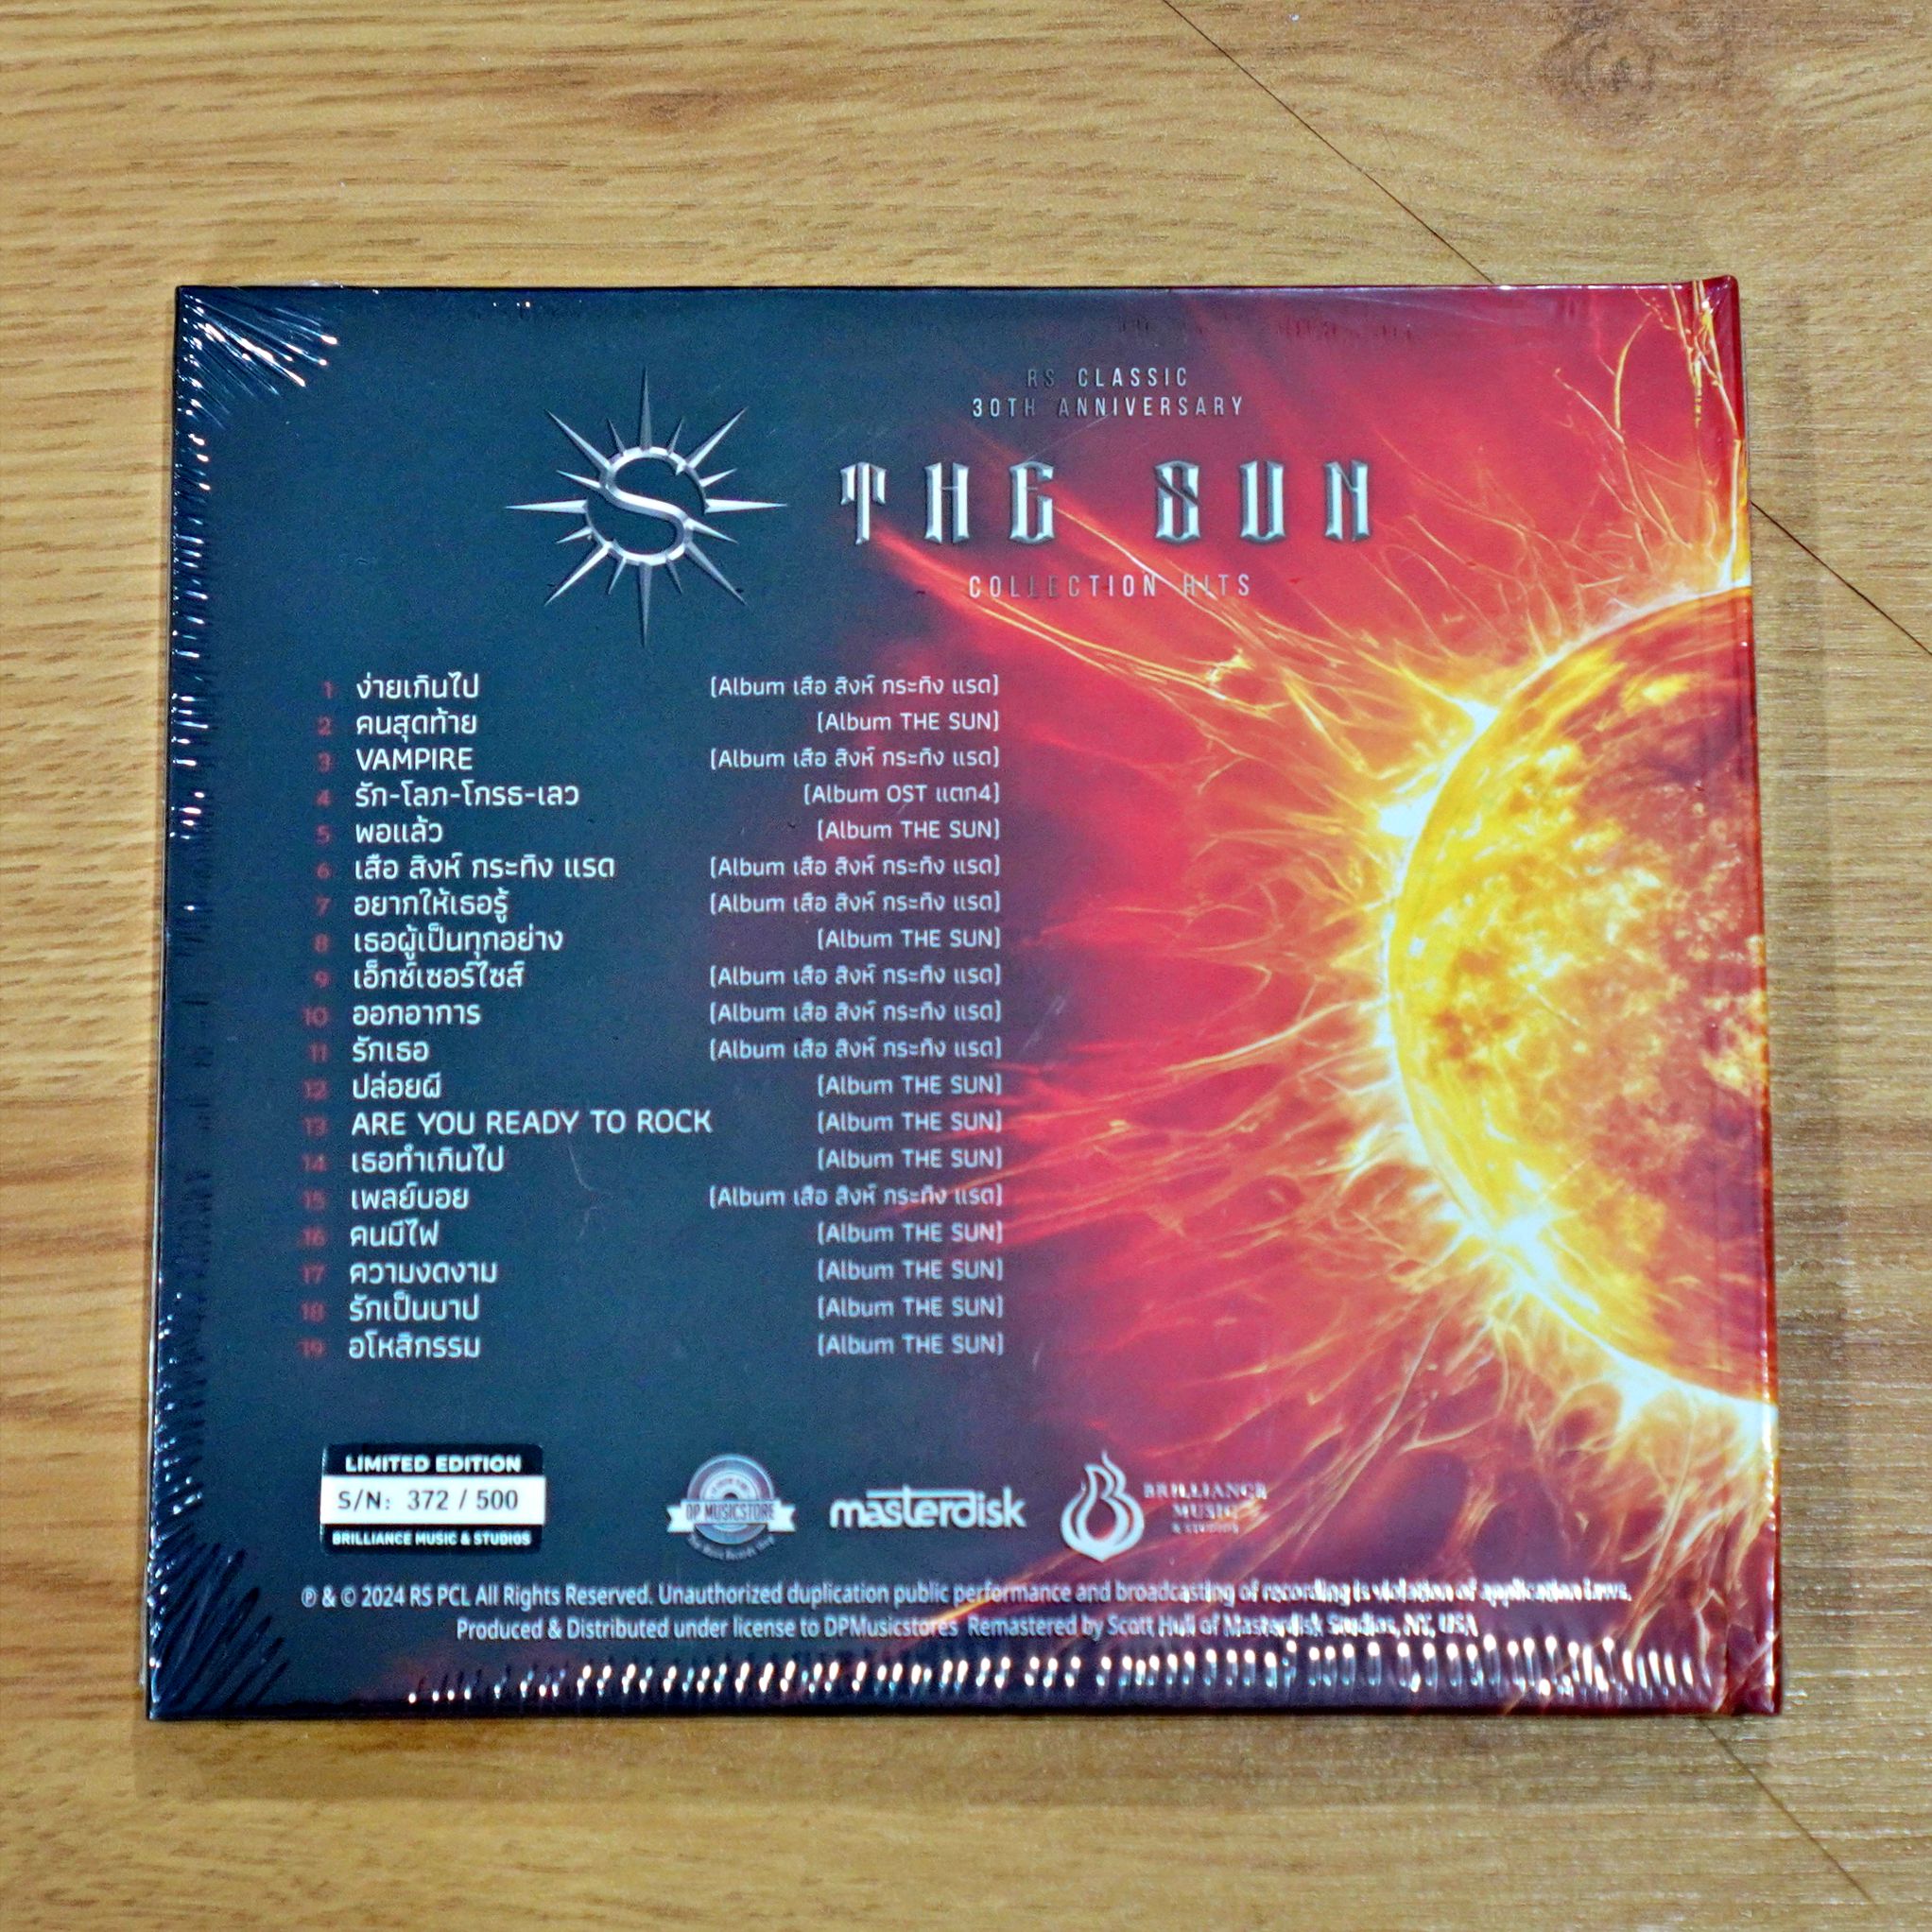 RS CLASSIC
30TH ANNIVERSARY
S
THE SUN
COLLECTION HITS
1 ง่ายเกินไป (Album เสือ สิงห์ กระทิง แรด)
2 คนสุดท้าย (Album THE SUN)
3 VAMPIRE (Album เสือ สิงห์ กระทิง แรด)
4 รัก-โลภ-โกรธ-เลว (Album OST แตก4)
5 พอแล้ว (Album THE SUN)
6 เสือ สิงห์ กระทิง แรด (Album เสือ สิงห์ กระทิง แรด)
7 อยากให้เธอรู้ (Album เสือ สิงห์ กระทิง แรด)
8 เธอผู้เป็นทุกอย่าง (Album THE SUN)
9 เอ็กซ์เซอร์ไซส์ (Album เสือ สิงห์ กระทิง แรด)
10 ออกอาการ (Album เสือ สิงห์ กระทิง แรด)
11 รักเธอ (Album เสือ สิงห์ กระทิง แรด)
12 ปล่อยผี (Album THE SUN)
13 ARE YOU READY TO ROCK (Album THE SUN)
14 เธอทำเกินไป (Album THE SUN)
15 เพลย์บอย (Album เสือ สิงห์ กระทิง แรด)
16 คนมีไฟ (Album THE SUN)
17 ความงดงาม (Album THE SUN)
18 รักเป็นบาป (Album THE SUN)
19 อโหสิกรรม (Album THE SUN)
LIMITED EDITION
S/N: 372 / 500
BRILLIANCE MUSIC & STUDIOS
DP MUSICSTORE
masterdisk
BRILLIANCE
MUSIC
& STUDIOS
℗ & © 2024 RS PCL All Rights Reserved. Unauthorized duplication public performance and broadcasting of recording is violation of application laws.
Produced & Distributed under license to DPMusicstores Remastered by Scott Hull of Masterdisk Studios, NY, USA